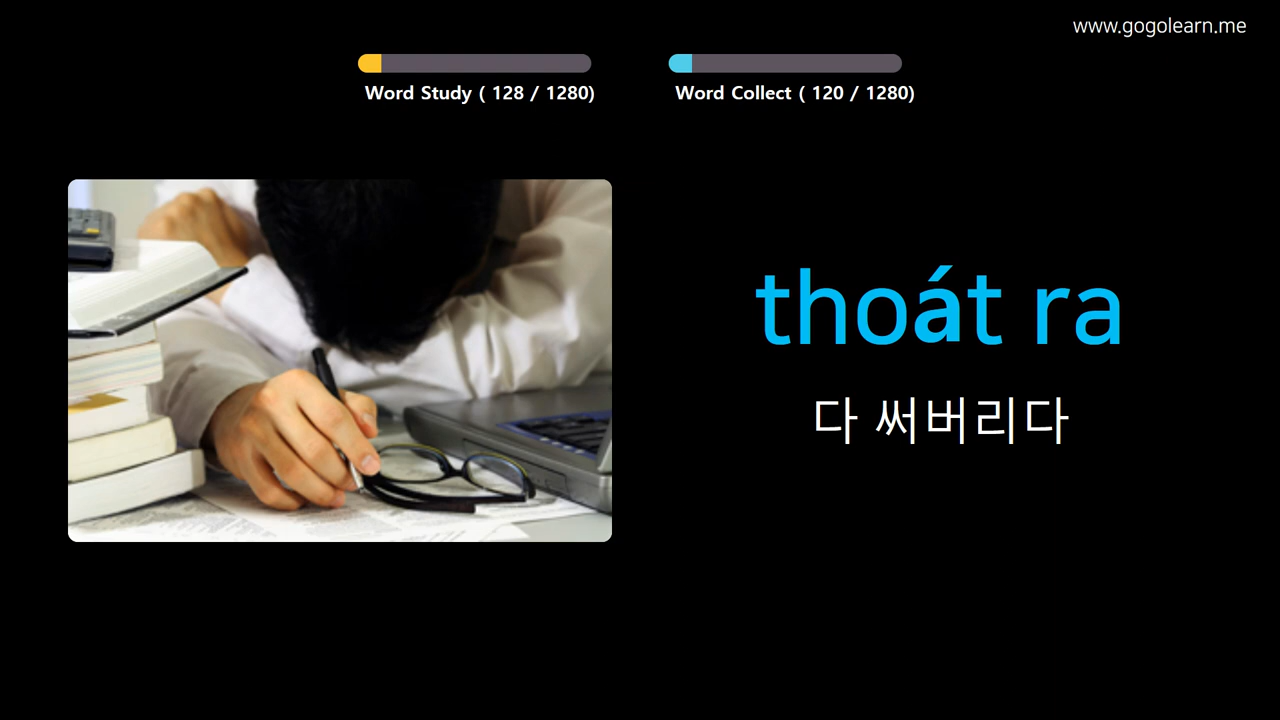 www.gogolearn.me
Word Study ( 128 / 1280)
Word Collect ( 120 / 1280)
thoát ra
다 써버리다